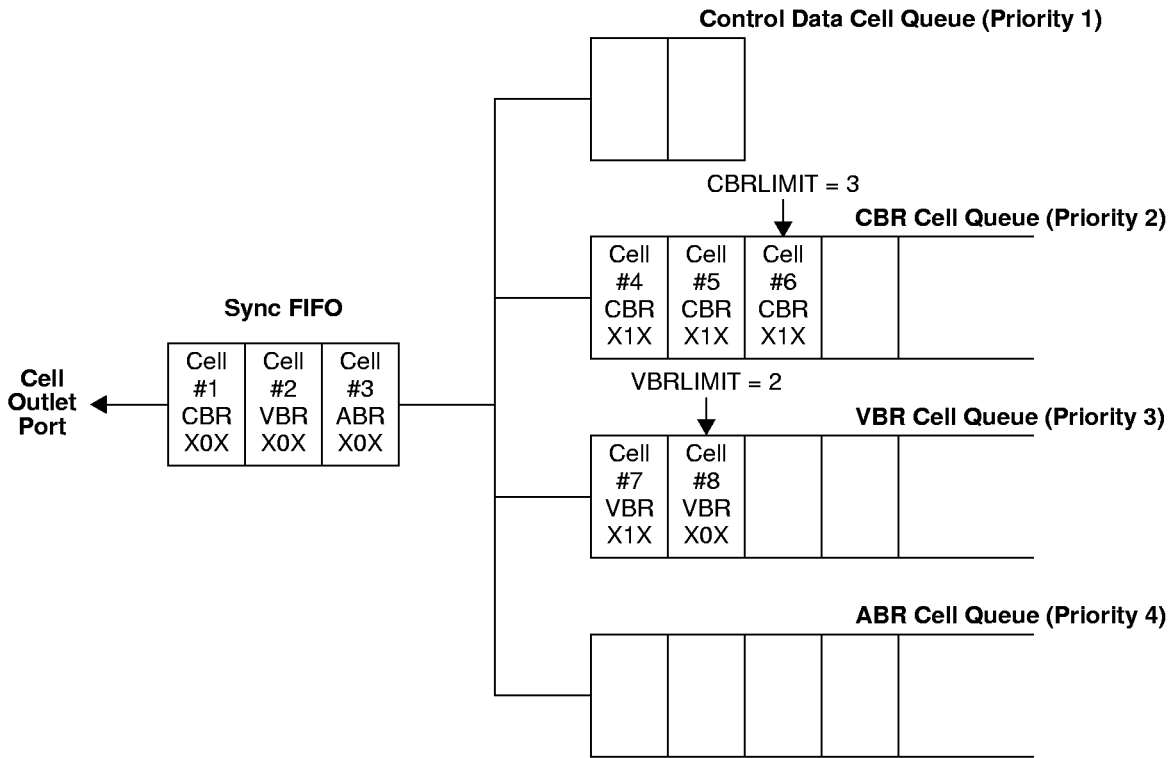 Control Data Cell Queue (Priority 1)
CBRLIMIT = 3
CBR Cell Queue (Priority 2)
Cell
#4
CBR
X1X
Cell
#5
CBR
X1X
Cell
#6
CBR
X1X
Sync FIFO
Cell
#1
CBR
X0X
Cell
#2
VBR
X0X
Cell
#3
ABR
X0X
Cell
Outlet
Port
VBRLIMIT = 2
VBR Cell Queue (Priority 3)
Cell
#7
VBR
X1X
Cell
#8
VBR
X0X
ABR Cell Queue (Priority 4)